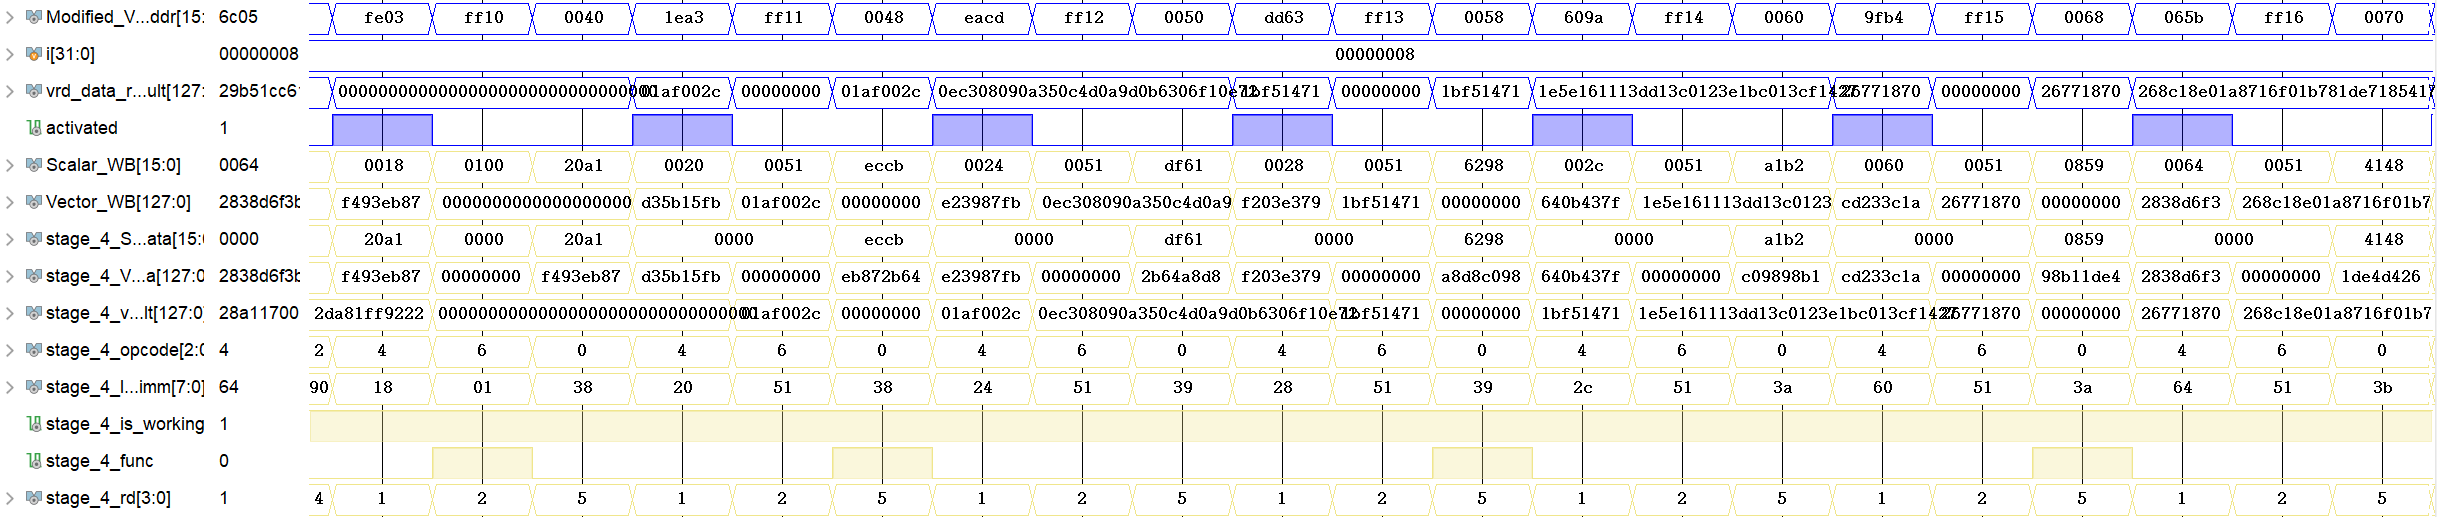 Modified_V...ddr[15: 6c05 fe03 ff10 0040 1ea3 ff11 0048 eacd ff12 0050 dd63 ff13 0058 609a ff14 0060 9fb4 ff15 0068 065b ff16 0070
i[31:0] 00000008 00000008
vrd_data_r...ult[127: 29b51cc6 01af002c 00000000 01af002c 1bf51471 00000000 1bf51471 26771870 00000000 26771870
activated 1
Scalar_WB[15:0] 0064 0018 0100 20a1 0020 0051 eccb 0024 0051 df61 0028 0051 6298 002c 0051 a1b2 0060 0051 0859 0064 0051 4148
Vector_WB[127:0] 2838d6f3b f493eb87 0000000000000000000 d35b15fb 01af002c 00000000 e23987fb 0ec308090a350c4d0a9 f203e379 1bf51471 00000000 640b437f 1e5e161113dd13c0123 cd233c1a 26771870 00000000 2838d6f3 268c18e01a8716f01b7
stage_4_S...ata[15:( 0000 20a1 0000 20a1 0000 eccb 0000 df61 0000 6298 0000 a1b2 0000 0859 0000 4148
stage_4_V...a[127:0 2838d6f3b f493eb87 00000000 f493eb87 d35b15fb 00000000 eb872b64 e23987fb 00000000 2b64a8d8 f203e379 00000000 a8d8c098 640b437f 00000000 c09898b1 cd233c1a 00000000 98b11de4 2838d6f3 00000000 1de4d426
stage_4_v...lt[127:0] 28a11700 2da81ff9222 01af002c 00000000 01af002c 1bf51471 00000000 1bf51471 26771870 00000000 26771870 268c18e01a8716f01b7
stage_4_opcode[2:0 4 2 4 6 0 4 6 0 4 6 0 4 6 0 4 6 0 4 6 0 4 6 0
stage_4_I...imm[7:0] 64 90 18 01 38 20 51 38 24 51 39 28 51 39 2c 51 3a 60 51 3a 64 51 3b
stage_4_is_working 1
stage_4_func 0
stage_4_rd[3:0] 1 4 1 2 5 1 2 5 1 2 5 1 2 5 1 2 5 1 2 5 1 2 5